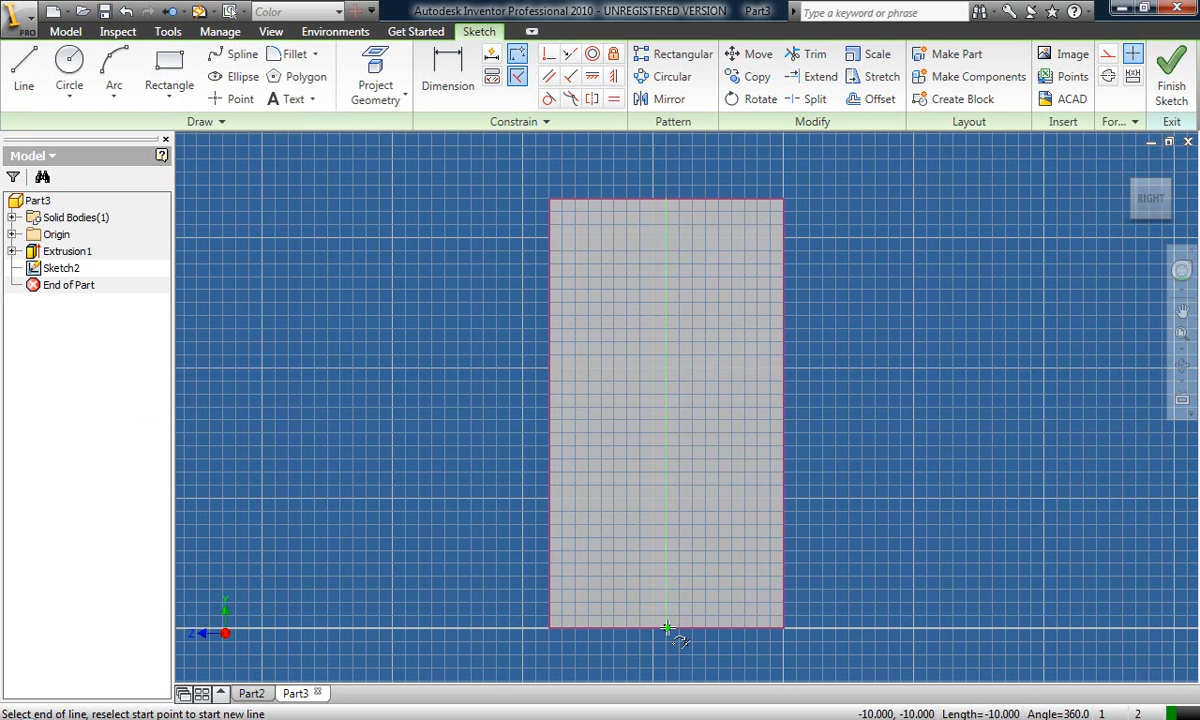 Color
Autodesk Inventor Professional 2010 - UNREGISTERED VERSION Part3
Type a keyword or phrase
PRO
Model Inspect Tools Manage View Environments Get Started Sketch
Line
Circle
Arc
Rectangle
Spline
Ellipse
Point
Fillet
Polygon
Text
Project
Geometry
Dimension
Rectangular
Circular
Mirror
Move
Copy
Rotate
Trim
Extend
Split
Scale
Stretch
Offset
Make Part
Make Components
Create Block
Image
Points
ACAD
Finish
Sketch
Draw
Constrain
Pattern
Modify
Layout
Insert
For...
Exit
Model
Part3
Solid Bodies(1)
Origin
Extrusion1
Sketch2
End of Part
RIGHT
Y
Z
Part2
Part3
Select end of line, reselect start point to start new line
-10.000, -10.000 Length=-10.000 Angle=360.0 1 2